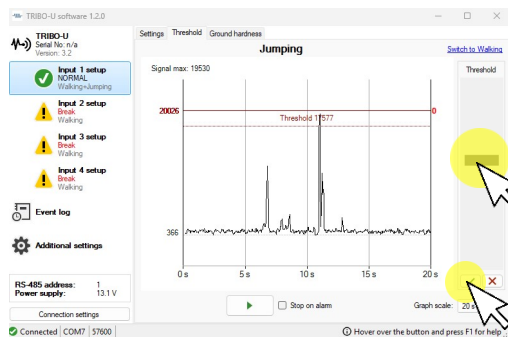 TRIBO-U software 1.2.0
TRIBO-U
Serial No: n/a
Version: 3.2
Input 1 setup
NORMAL
Walking+Jumping
Input 2 setup
Break
Walking
Input 3 setup
Break
Walking
Input 4 setup
Break
Walking
Event log
Additional settings
RS-485 address: 1
Power supply: 13.1 V
Connection settings
Settings Threshold Ground hardness
Jumping
Switch to Walking
Signal max: 19530
Threshold
20026
0
Threshold 17577
366
0 s 5 s 10 s 15 s 20 s
Stop on alarm
Graph scale: 20 s
Connected COM7 57600
Hover over the button and press F1 for help